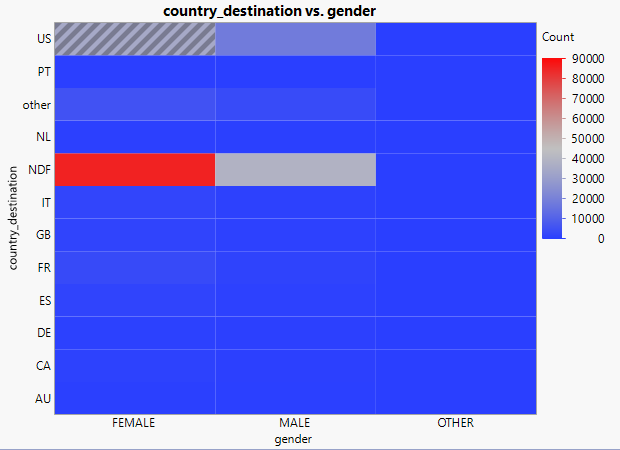 country_destination vs. gender
Count
90000
80000
70000
60000
50000
40000
30000
20000
10000
0
country_destination
US
PT
other
NL
NDF
IT
GB
FR
ES
DE
CA
AU
FEMALE MALE OTHER
gender